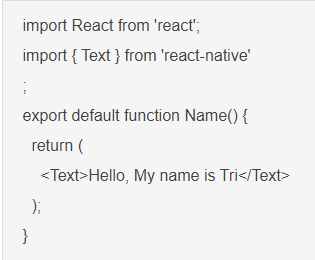 import React from 'react';
import { Text } from 'react-native'
;
export default function Name() {
  return (
    <Text>Hello, My name is Tri</Text>
  );
}